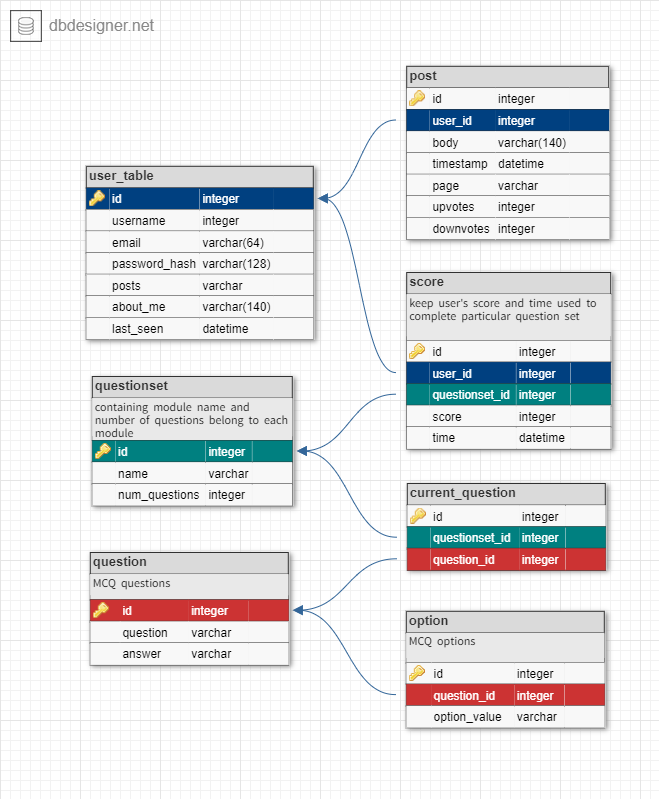 dbdesigner.net
post
id integer
user_id integer
body varchar(140)
timestamp datetime
page varchar
upvotes integer
downvotes integer
user_table
id integer
username integer
email varchar(64)
password_hash varchar(128)
posts varchar
about_me varchar(140)
last_seen datetime
score
keep user's score and time used to
complete particular question set
id integer
user_id integer
questionset_id integer
score integer
time datetime
questionset
containing module name and
number of questions belong to each
module
id integer
name varchar
num_questions integer
current_question
id integer
questionset_id integer
question_id integer
question
MCQ questions
id integer
question varchar
answer varchar
option
MCQ options
id integer
question_id integer
option_value varchar